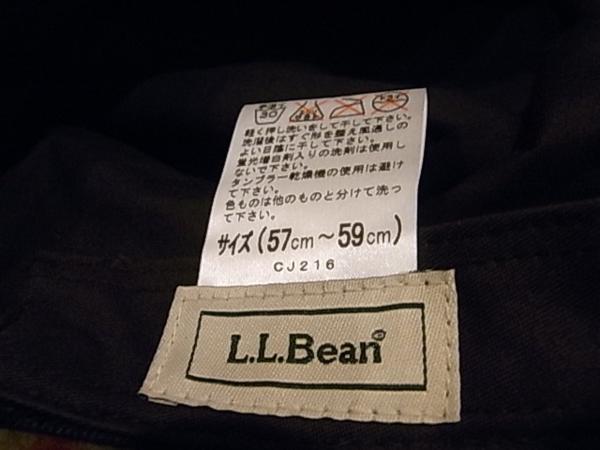 手洗イ
30
軽く押し洗いをして干して下さい。
洗濯後はすぐ形を整え風通しの
よい日陰に干して下さい。
蛍光増白剤入りの洗剤は使用し
ないで下さい。
タンブラー乾燥機の使用は避け
て下さい。
色ものは他のものと分けて洗っ
て下さい。
サイズ(57cm～59cm)
CJ216
L.L.Bean®